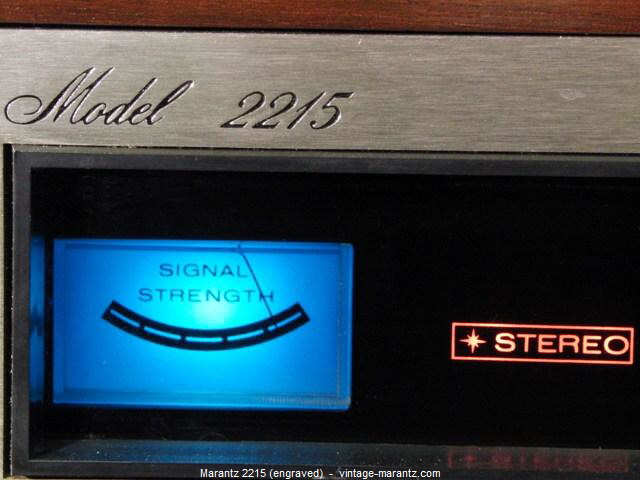 Model 2215
SIGNAL
STRENGTH
STEREO
Marantz 2215 (engraved) - vintage-marantz.com